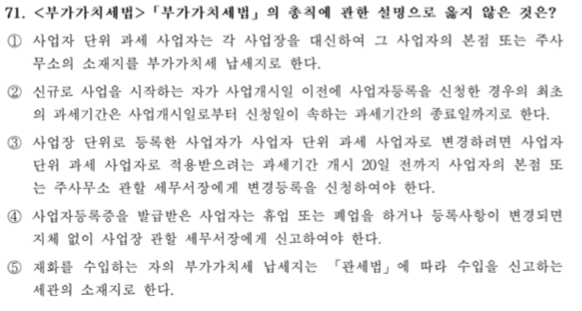 71. <부가가치세법>「부가가치세법」의 총칙에 관한 설명으로 옳지 않은 것은?
① 사업자 단위 과세 사업자는 각 사업장을 대신하여 그 사업자의 본점 또는 주사
무소의 소재지를 부가가치세 납세지로 한다.
② 신규로 사업을 시작하는 자가 사업개시일 이전에 사업자등록을 신청한 경우의 최초
의 과세기간은 사업개시일로부터 신청일이 속하는 과세기간의 종료일까지로 한다.
③ 사업장 단위로 등록한 사업자가 사업자 단위 과세 사업자로 변경하려면 사업자
단위 과세 사업자로 적용받으려는 과세기간 개시 20일 전까지 사업자의 본점 또
는 주사무소 관할 세무서장에게 변경등록을 신청하여야 한다.
④ 사업자등록증을 발급받은 사업자는 휴업 또는 폐업을 하거나 등록사항이 변경되면
지체 없이 사업장 관할 세무서장에게 신고하여야 한다.
⑤ 재화를 수입하는 자의 부가가치세 납세지는 「관세법」에 따라 수입을 신고하는
세관의 소재지로 한다.